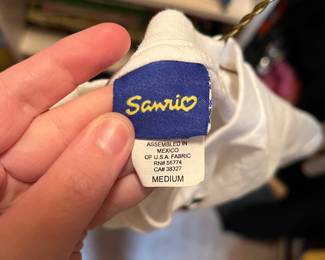 Sanrio
ASSEMBLED IN
MEXICO
OF U.S.A. FABRIC
RN# 56774
CA# 38327
MEDIUM